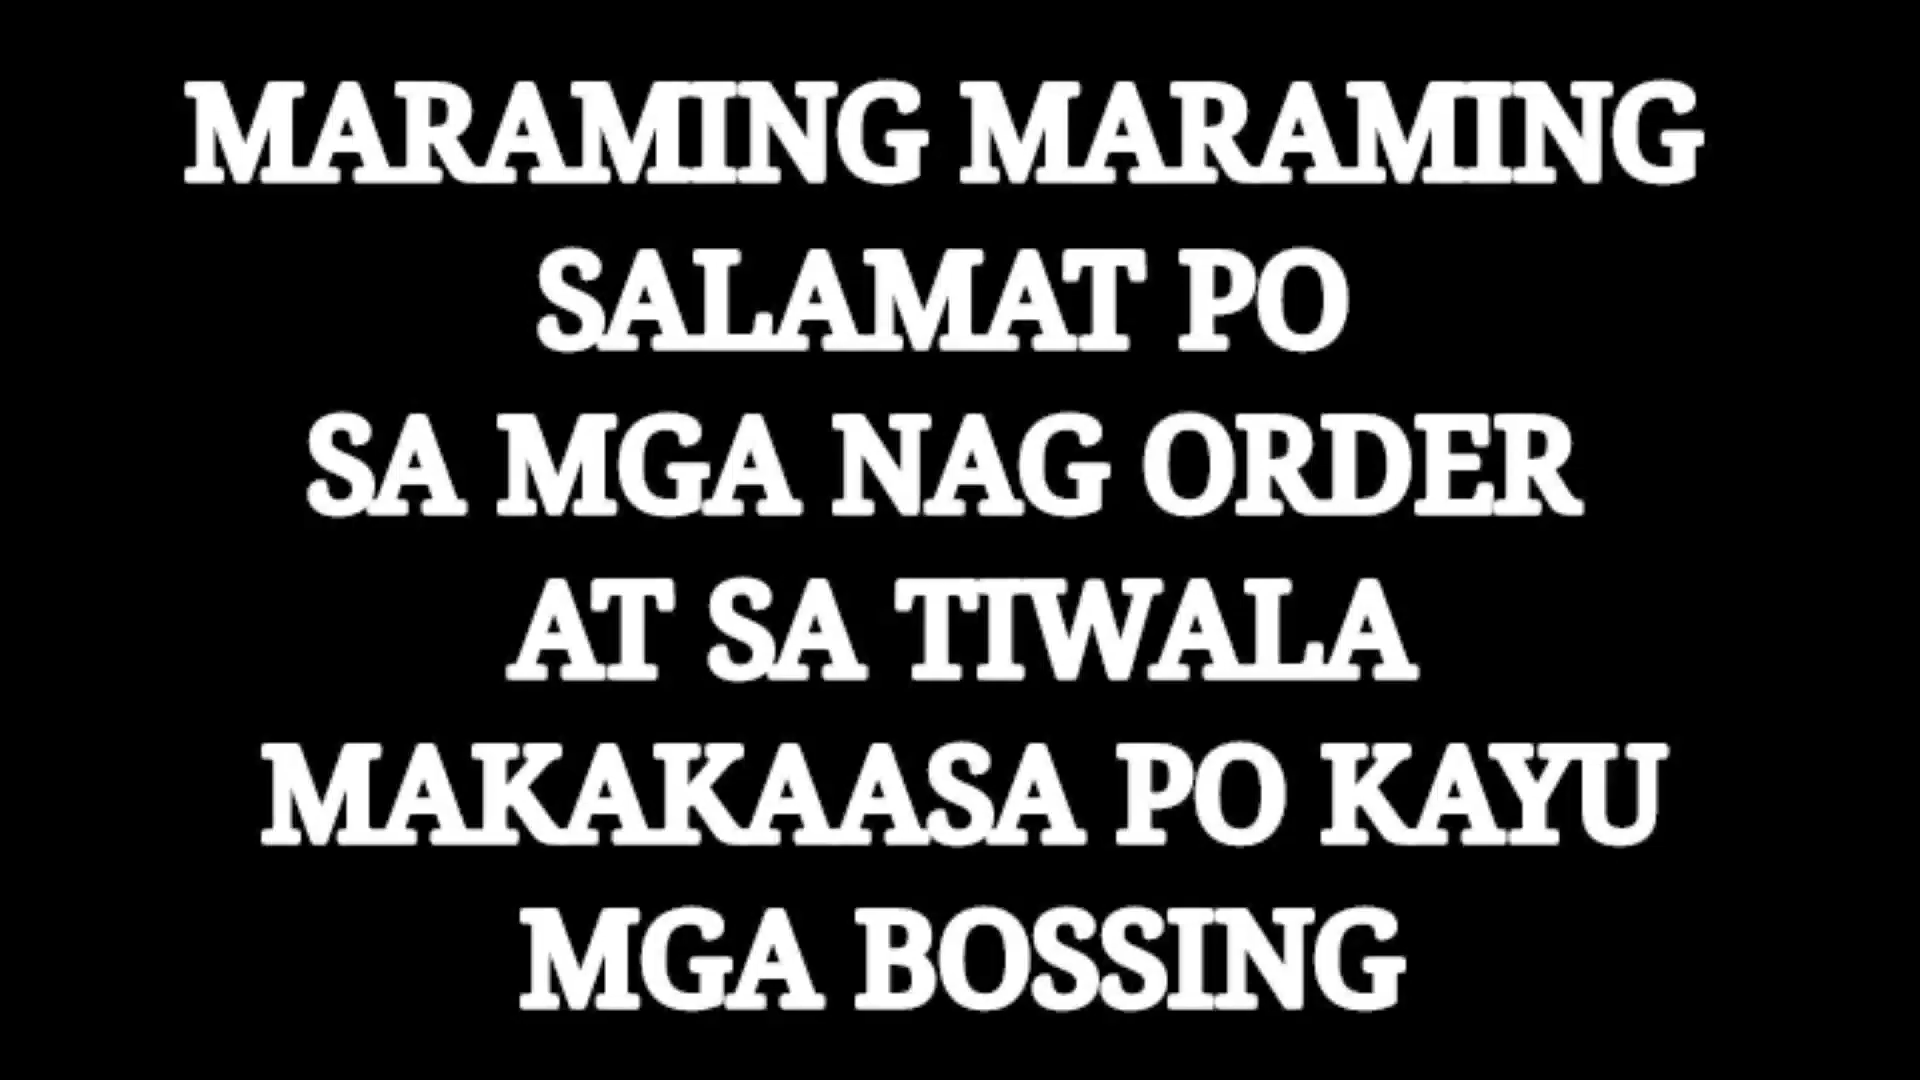 MARAMING MARAMING
SALAMAT PO
SA MGA NAG ORDER
AT SA TIWALA
MAKAKAASA PO KAYU
MGA BOSSING